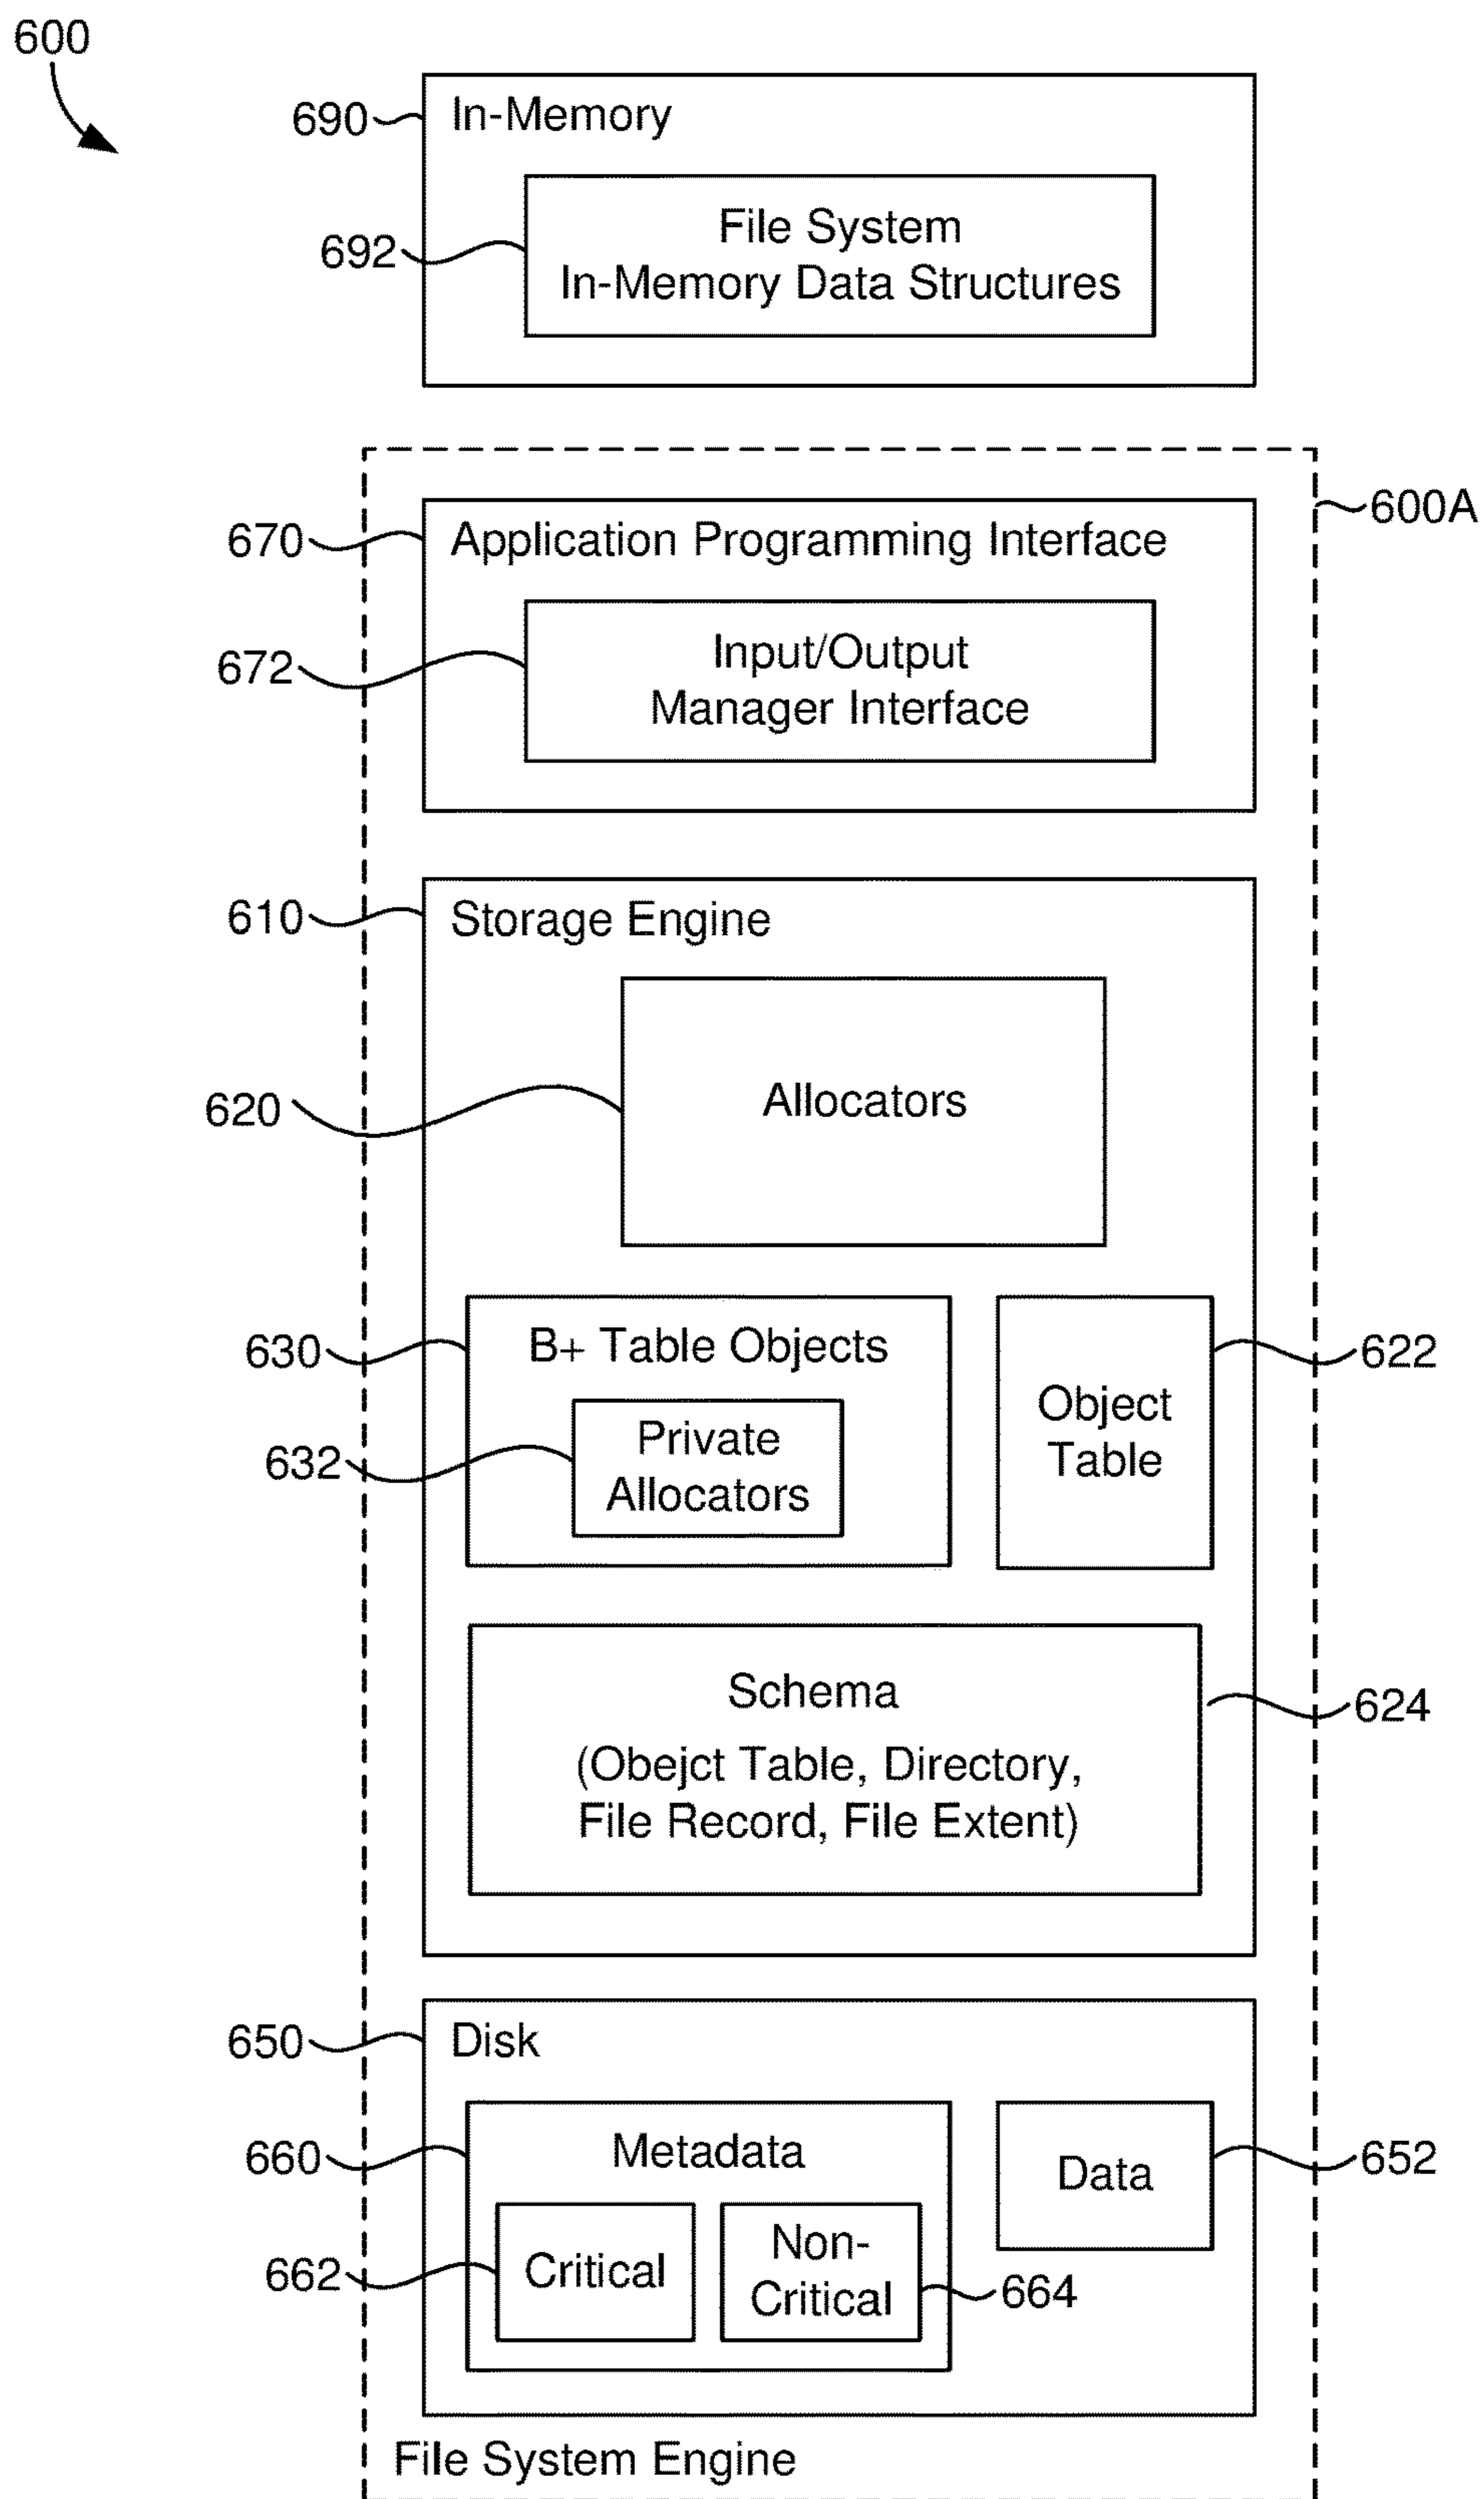 600
690
In-Memory
692
File System
In-Memory Data Structures
600A
670
Application Programming Interface
672
Input/Output
Manager Interface
610
Storage Engine
620
Allocators
630
B+ Table Objects
622
Object
Table
632
Private
Allocators
Schema
624
(Obejct Table, Directory,
File Record, File Extent)
650
Disk
660
Metadata
652
Data
662
Critical
Non-
Critical
664
File System Engine